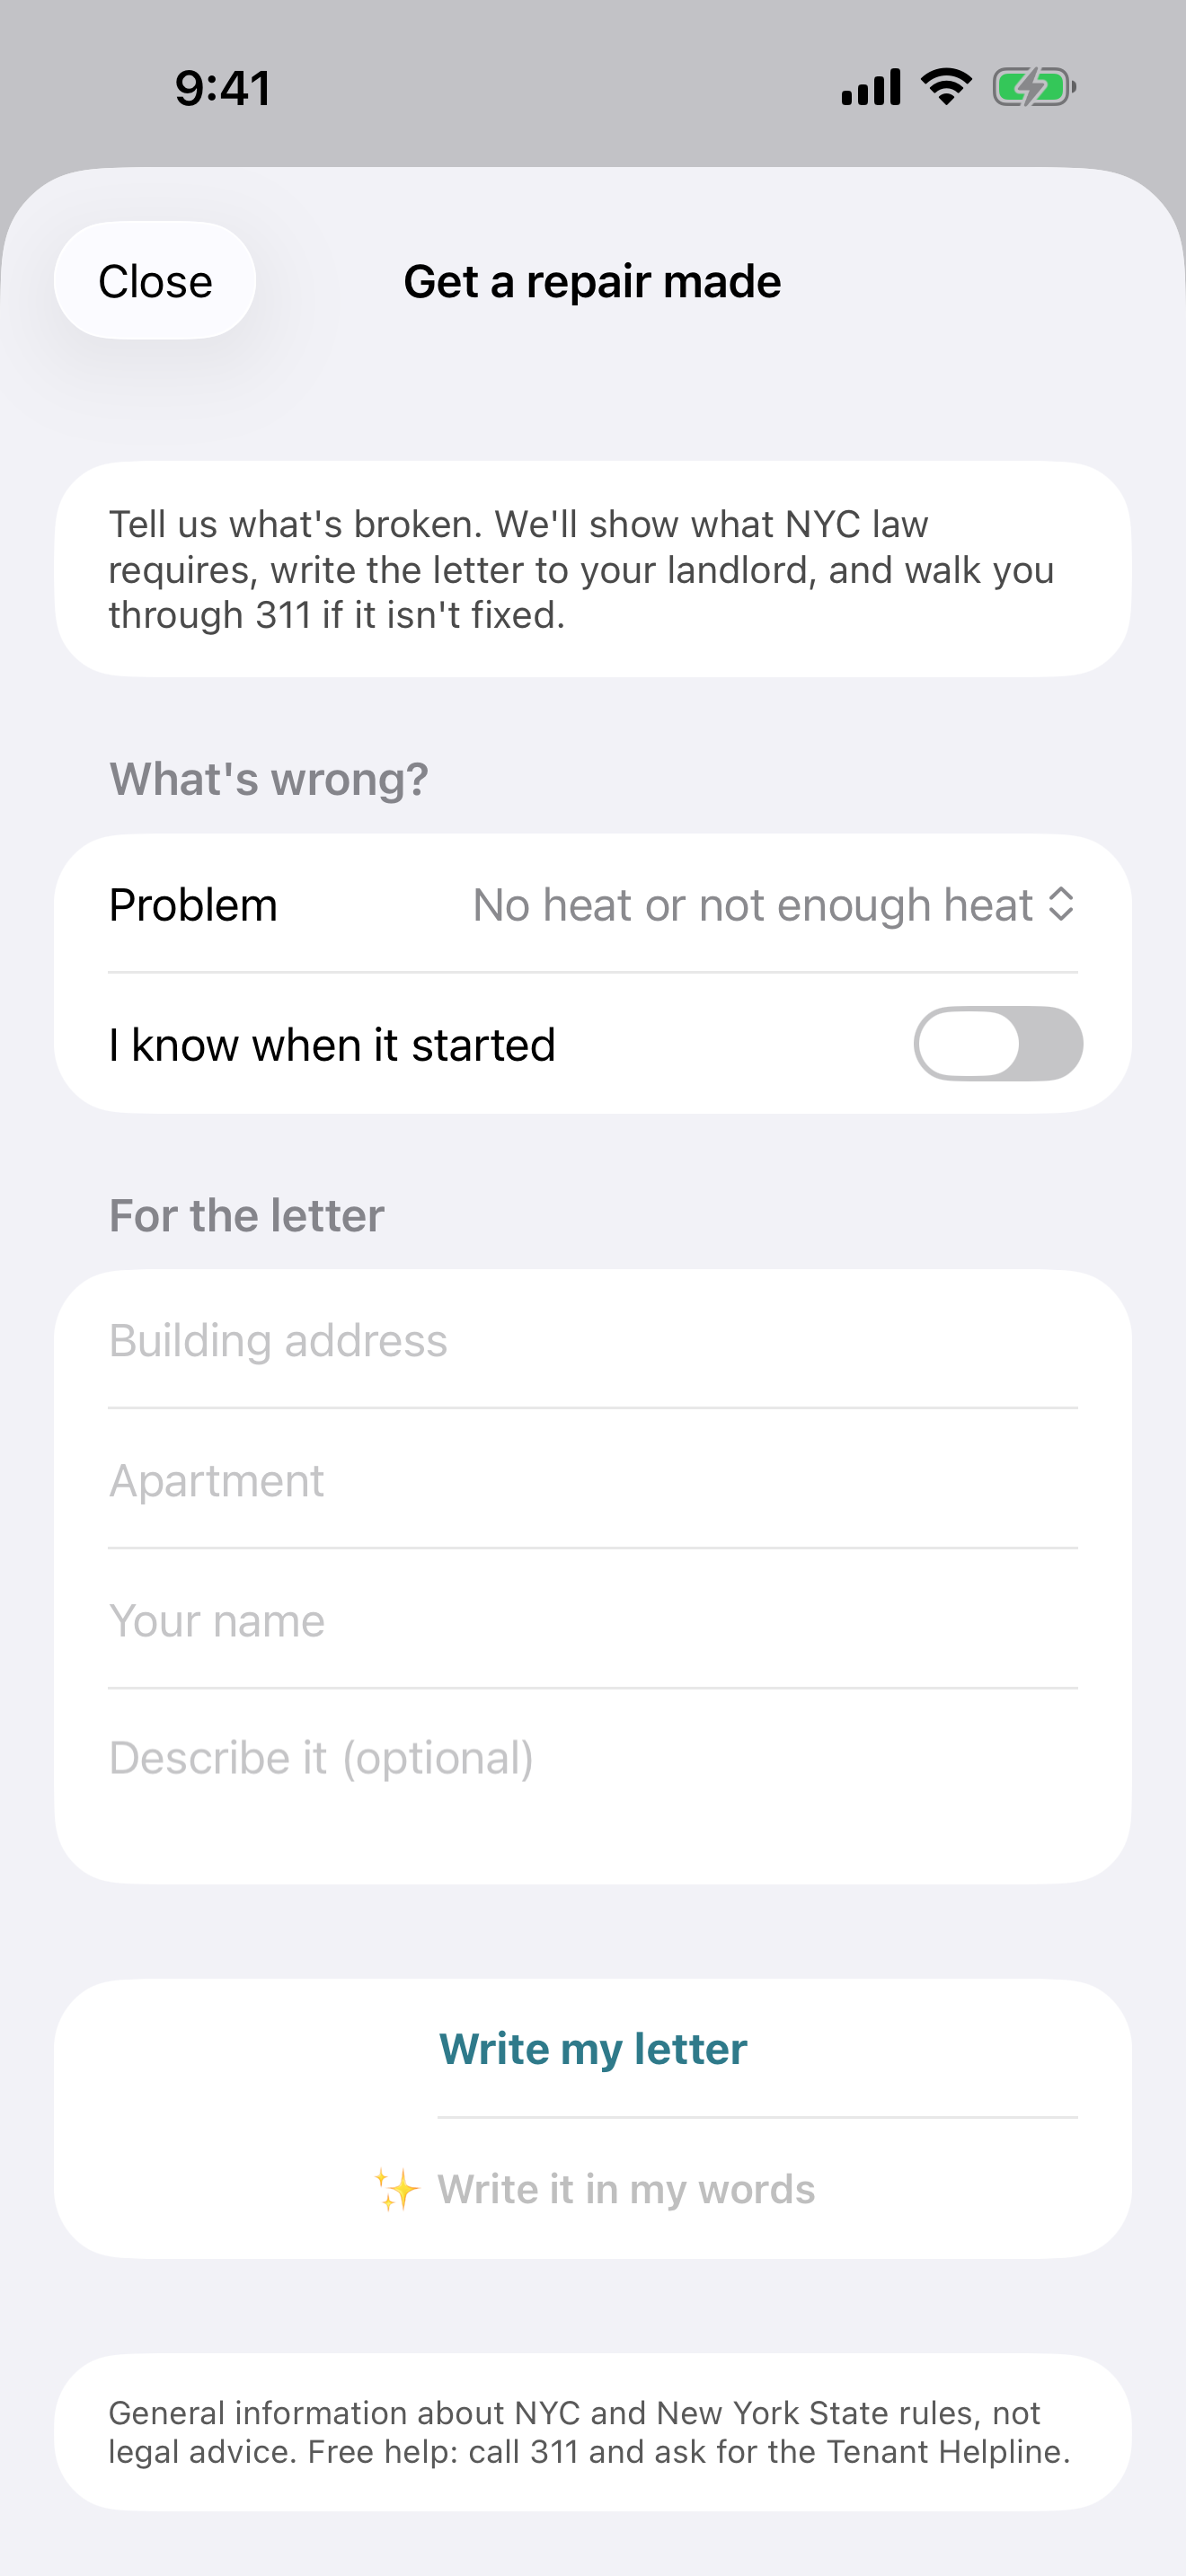 9:41
Close
Get a repair made
Tell us what's broken. We'll show what NYC law
requires, write the letter to your landlord, and walk you
through 311 if it isn't fixed.
What's wrong?
Problem
No heat or not enough heat
I know when it started
For the letter
Building address
Apartment
Your name
Describe it (optional)
Write my letter
✨ Write it in my words
General information about NYC and New York State rules, not
legal advice. Free help: call 311 and ask for the Tenant Helpline.